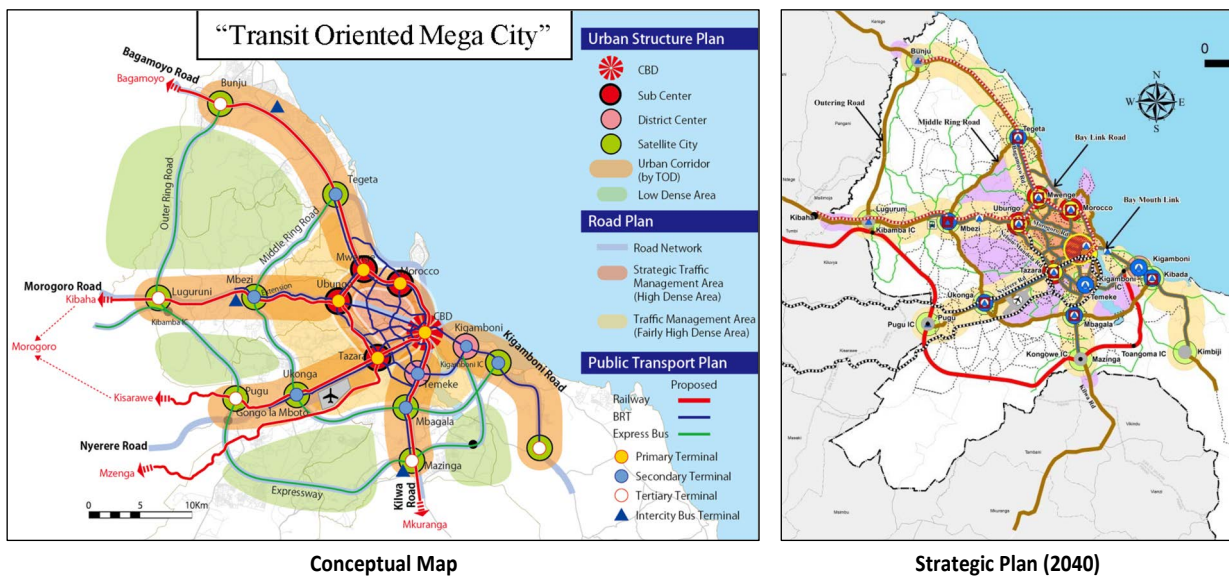 “Transit Oriented Mega City”
Bagamoyo Road
Bagamoyo
Bunju
Outer Ring Road
Middle Ring Road
Tegeta
Mwenge
Morocco
Ubungo
Mbezi
Extension
Luguruni
Morogoro Road
Kibaha
Kibamba IC
Morogoro
CBD
Kigamboni
Kigamboni IC
Kigamboni Road
Tazara
Temeke
Ukonga
Pugu
Gongo la Mboto
Kisarawe
Mbagala
Nyerere Road
Mzenga
Mazinga
Expressway
Kilwa
Road
Mkuranga
0 5 10Km
Urban Structure Plan
CBD
Sub Center
District Center
Satellite City
Urban Corridor
(by TOD)
Low Dense Area
Road Plan
Road Network
Strategic Traffic
Management Area
(High Dense Area)
Traffic Management Area
(Fairly High Dense Area)
Public Transport Plan
Proposed
Railway
BRT
Express Bus
Primary Terminal
Secondary Terminal
Tertiary Terminal
Intercity Bus Terminal
Conceptual Map
0
N
W E
S
Bunju
Outering Road
Middle Ring Road
Bay Link Road
Tegeta
Mwenge
Morocco
Bay Mouth Link
Ubungo
Luguruni
Kibaha
Kibamba IC
Mbezi
Kigamboni
Kibada
Tazara
Kigamboni
IC
Temeke
Ukonga
Pugu
Pugu IC
Mbagala
Kongowe IC
Mazinga
Toangoma IC
Kimbiji
Kilwa Rd
Strategic Plan (2040)